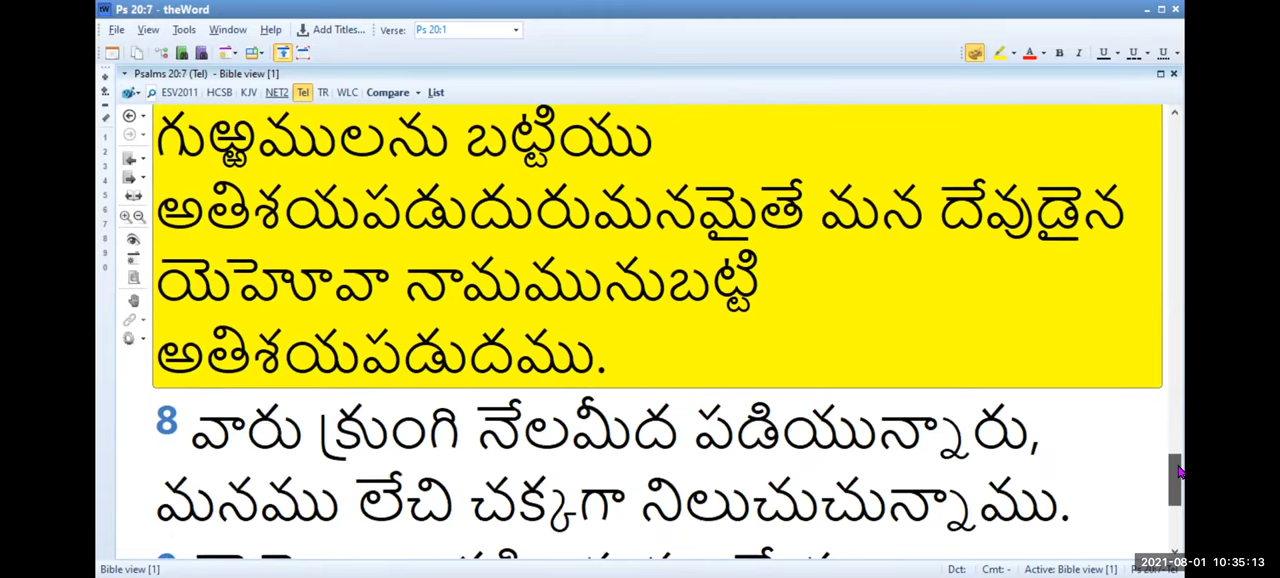 Ps 20:7 - theWord
File View Tools Window Help Add Titles... Verse: Ps 20:1
Psalms 20:7 (Tel) - Bible view [1]
ESV2011 HCSB KJV NET2 Tel TR WLC Compare List
గుఱ్ఱములను బట్టియు
అతిశయపడుదురుమనమైతే మన దేవుడైన
యెహోవా నామమునుబట్టి
అతిశయపడుదము.
8 వారు క్రుంగి నేలమీద పడియున్నారు,
మనము లేచి చక్కగా నిలుచుచున్నాము.
Bible view [1] Dct: Cmt: - Active: Bible view [1]
2021-08-01 10:35:13